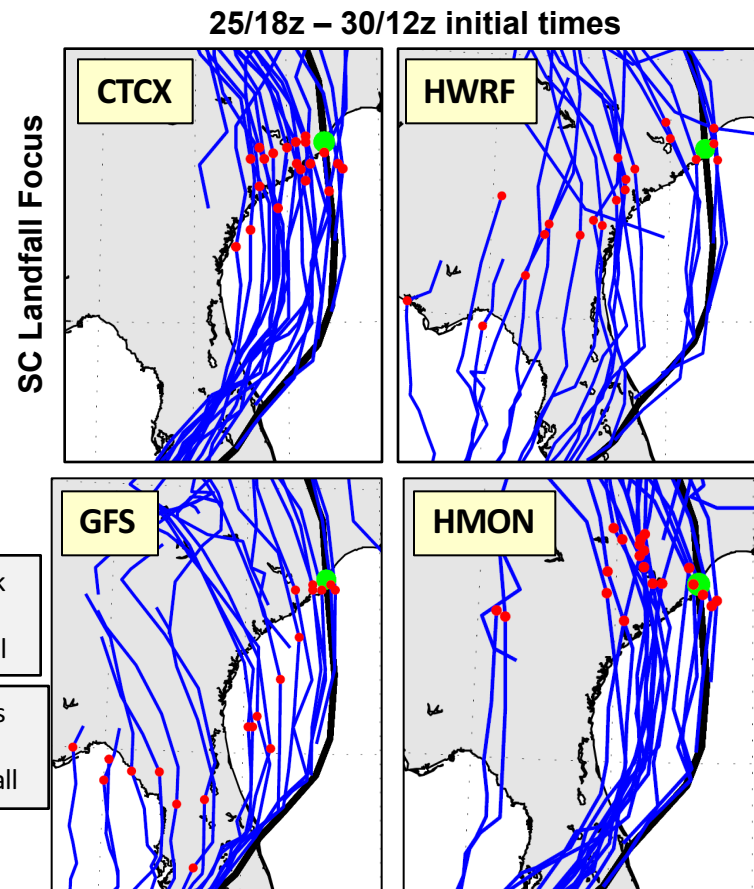 25/18z – 30/12z initial times
SC Landfall Focus
CTCX
HWRF
GFS
HMON